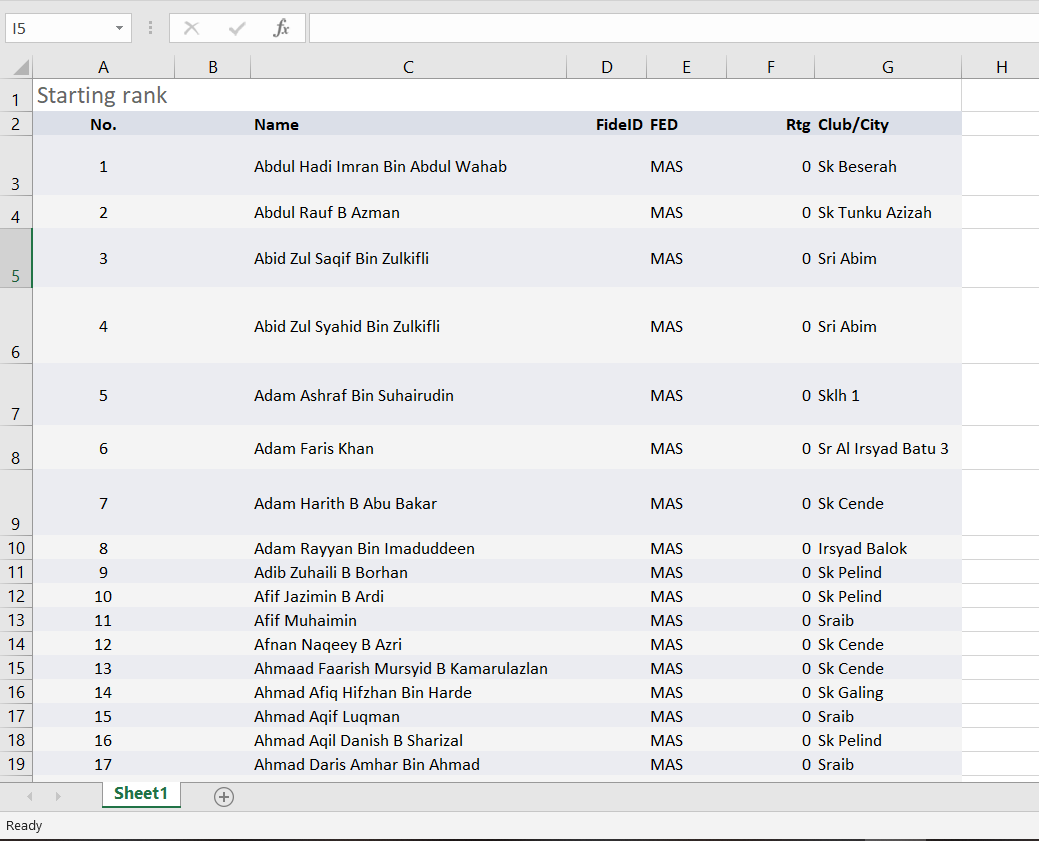 I5 fx
A B C D E F G H
1 Starting rank
2 No. Name FideID FED Rtg Club/City
3 1 Abdul Hadi Imran Bin Abdul Wahab MAS 0 Sk Beserah
4 2 Abdul Rauf B Azman MAS 0 Sk Tunku Azizah
5 3 Abid Zul Saqif Bin Zulkifli MAS 0 Sri Abim
6 4 Abid Zul Syahid Bin Zulkifli MAS 0 Sri Abim
7 5 Adam Ashraf Bin Suhairudin MAS 0 Sklh 1
8 6 Adam Faris Khan MAS 0 Sr Al Irsyad Batu 3
9 7 Adam Harith B Abu Bakar MAS 0 Sk Cende
10 8 Adam Rayyan Bin Imaduddeen MAS 0 Irsyad Balok
11 9 Adib Zuhaili B Borhan MAS 0 Sk Pelind
12 10 Afif Jazimin B Ardi MAS 0 Sk Pelind
13 11 Afif Muhaimin MAS 0 Sraib
14 12 Afnan Naqeey B Azri MAS 0 Sk Cende
15 13 Ahmaad Faarish Mursyid B Kamarulazlan MAS 0 Sk Cende
16 14 Ahmad Afiq Hifzhan Bin Harde MAS 0 Sk Galing
17 15 Ahmad Aqif Luqman MAS 0 Sraib
18 16 Ahmad Aqil Danish B Sharizal MAS 0 Sk Pelind
19 17 Ahmad Daris Amhar Bin Ahmad MAS 0 Sraib
Sheet1
Ready